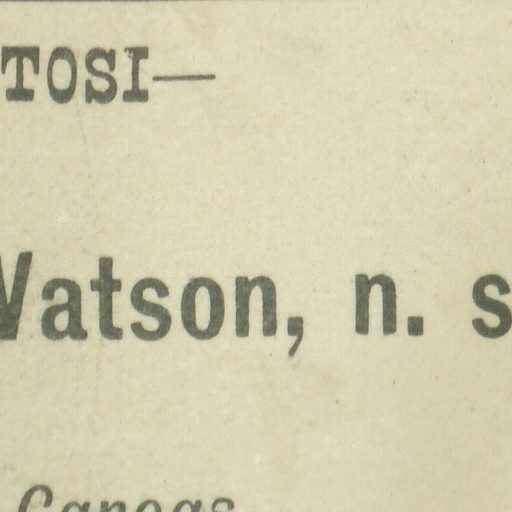 TOSI—
Watson, n. s